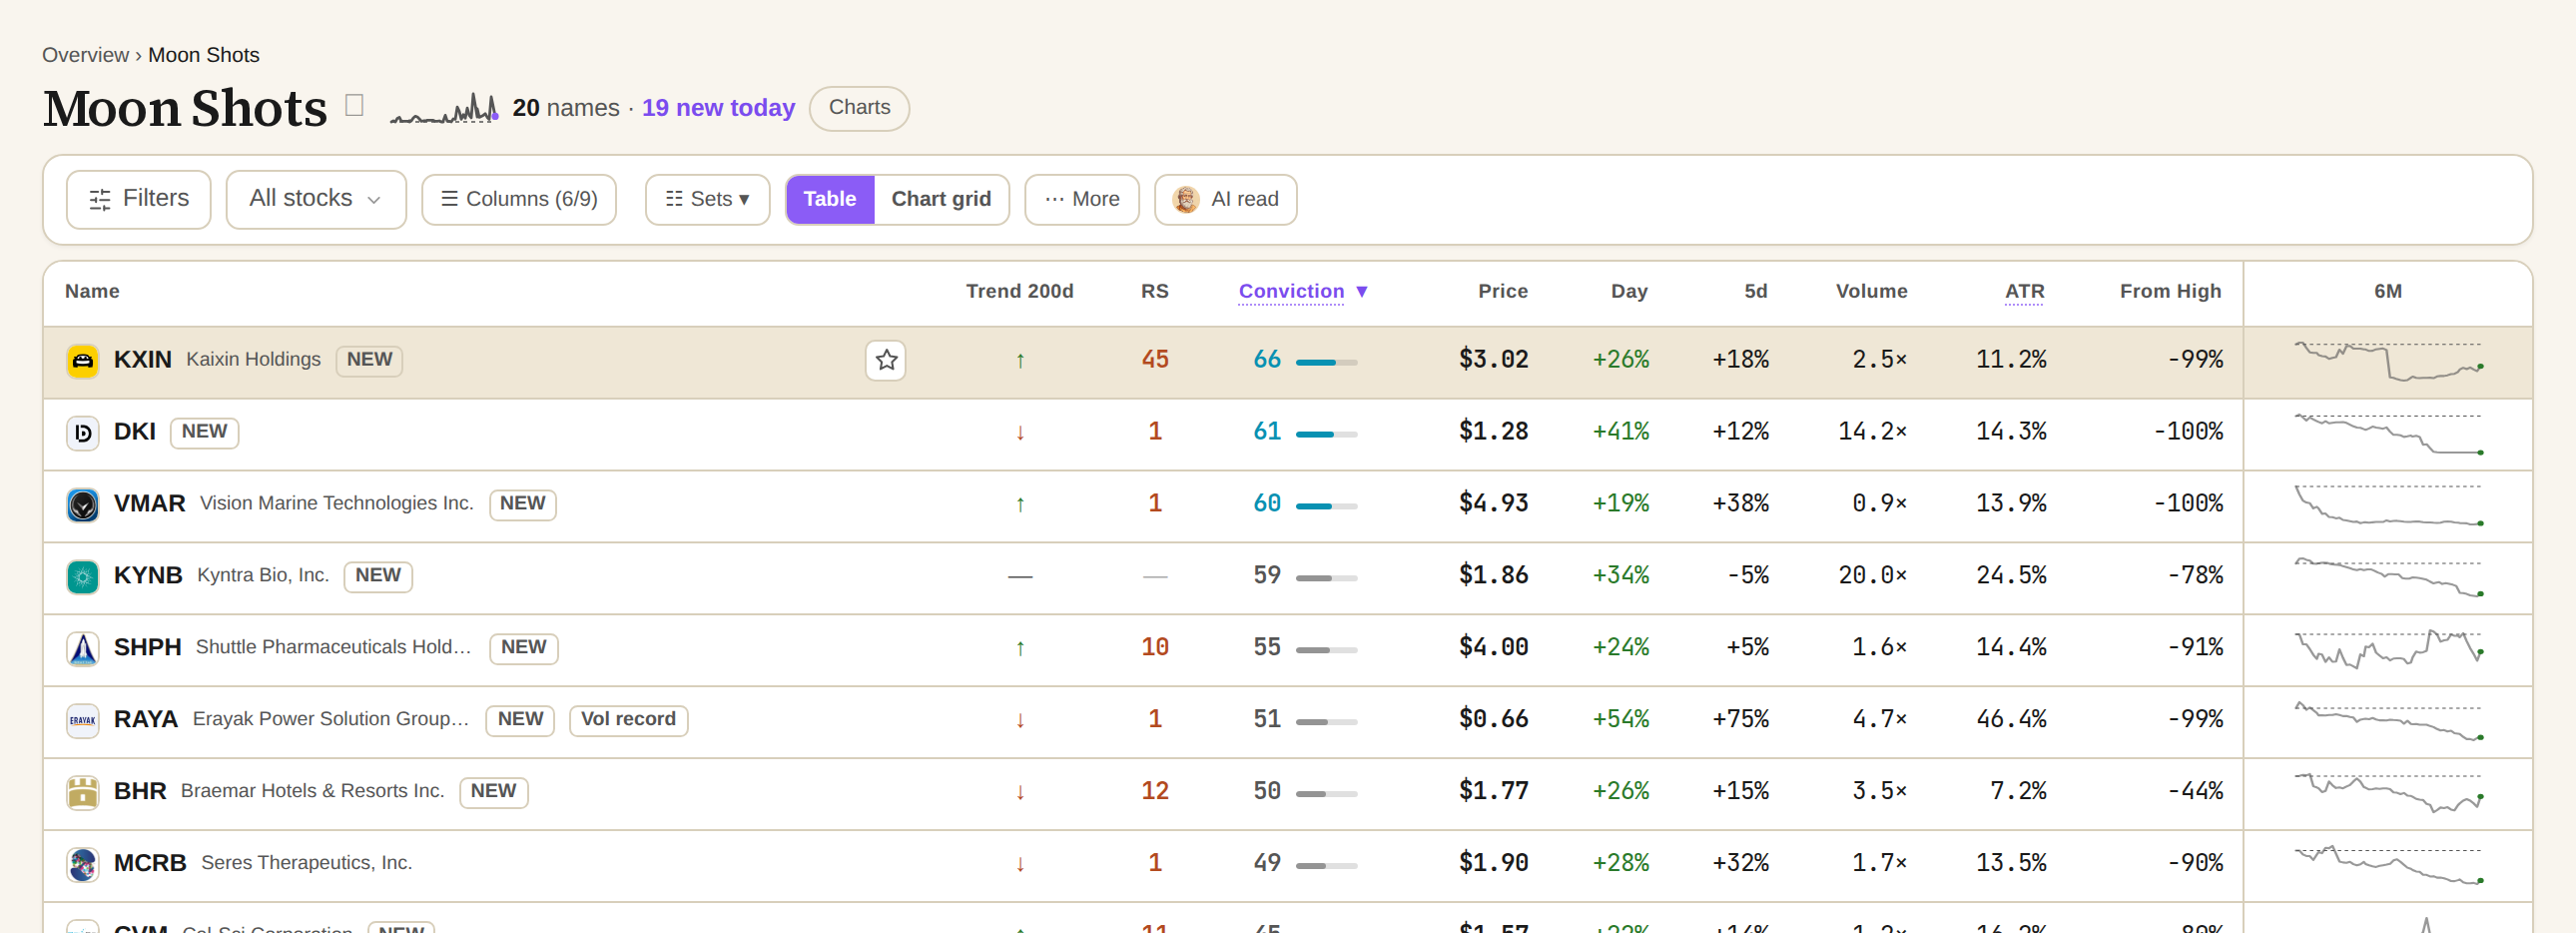 Overview › Moon Shots
Moon Shots 20 names · 19 new today Charts
Filters All stocks Columns (6/9) Sets ▾ Table Chart grid ··· More AI read
Name Trend 200d RS Conviction ▼ Price Day 5d Volume ATR From High 6M
KXIN Kaixin Holdings NEW ↑ 45 66 $3.02 +26% +18% 2.5× 11.2% -99%
DKI NEW ↓ 1 61 $1.28 +41% +12% 14.2× 14.3% -100%
VMAR Vision Marine Technologies Inc. NEW ↑ 1 60 $4.93 +19% +38% 0.9× 13.9% -100%
KYNB Kyntra Bio, Inc. NEW — — 59 $1.86 +34% -5% 20.0× 24.5% -78%
SHPH Shuttle Pharmaceuticals Hold… NEW ↑ 10 55 $4.00 +24% +5% 1.6× 14.4% -91%
ERAYAK RAYA Erayak Power Solution Group… NEW Vol record ↓ 1 51 $0.66 +54% +75% 4.7× 46.4% -99%
BHR Braemar Hotels & Resorts Inc. NEW ↓ 12 50 $1.77 +26% +15% 3.5× 7.2% -44%
MCRB Seres Therapeutics, Inc. ↓ 1 49 $1.90 +28% +32% 1.7× 13.5% -90%
NEW